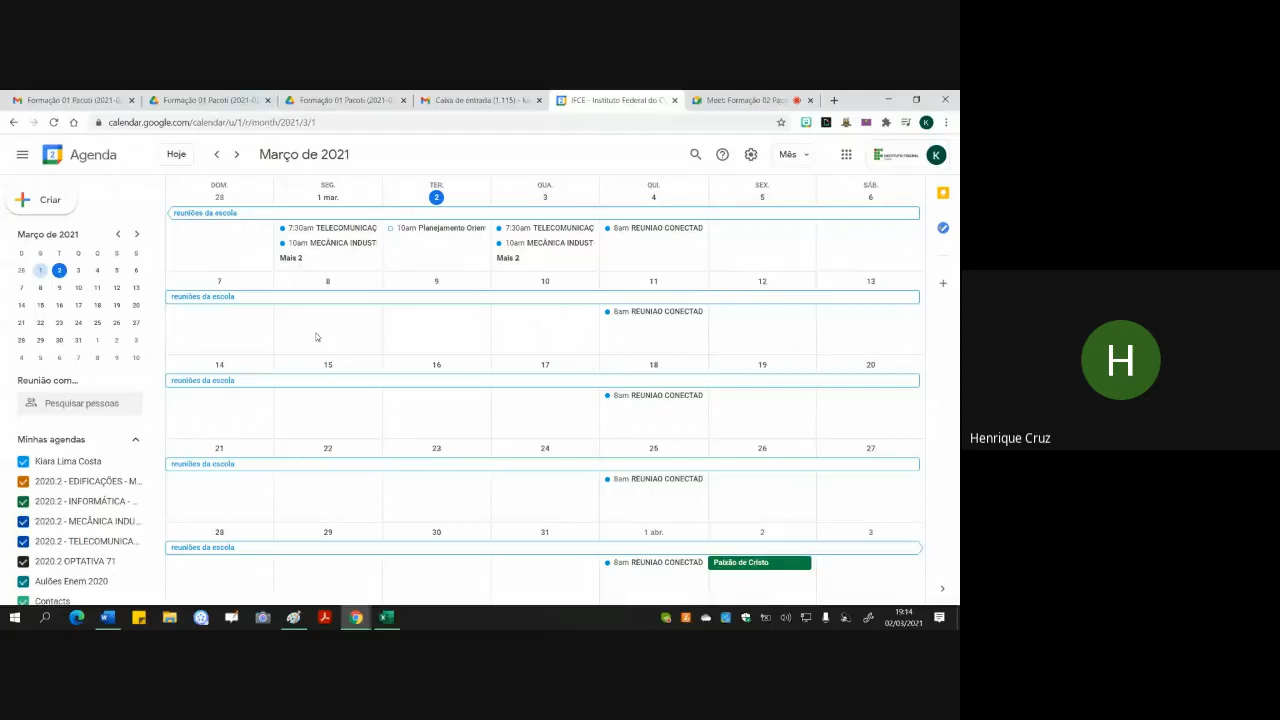 Formação 01 Pacoti (2021-0
Formação 01 Pacoti (2021-0
Formação 01 Pacoti (2021-0
Caixa de entrada (1.115) - ka
IFCE - Instituto Federal do C
Meet: Formação 02 Pac
calendar.google.com/calendar/u/1/r/month/2021/3/1
2
Agenda
Hoje
Março de 2021
Mês
INSTITUTO FEDERAL
K
Criar
Março de 2021
D S T Q Q S S
28 1 2 3 4 5 6
7 8 9 10 11 12 13
14 15 16 17 18 19 20
21 22 23 24 25 26 27
28 29 30 31 1 2 3
4 5 6 7 8 9 10
Reunião com...
Pesquisar pessoas
Minhas agendas
Kiara Lima Costa
2020.2 - EDIFICAÇÕES - M...
2020.2 - INFORMÁTICA - ...
2020.2 - MECÂNICA INDU...
2020.2 - TELECOMUNICA...
2020.2 OPTATIVA 71
Aulões Enem 2020
Contacts
DOM. SEG. TER. QUA. QUI. SEX. SÁB.
28 1 mar. 2 3 4 5 6
reuniões da escola
7:30am TELECOMUNICAÇ
10am Planejamento Orien
7:30am TELECOMUNICAÇ
8am REUNIAO CONECTAD
10am MECÂNICA INDUST
10am MECÂNICA INDUST
Mais 2
Mais 2
7 8 9 10 11 12 13
reuniões da escola
8am REUNIAO CONECTAD
14 15 16 17 18 19 20
reuniões da escola
8am REUNIAO CONECTAD
21 22 23 24 25 26 27
reuniões da escola
8am REUNIAO CONECTAD
28 29 30 31 1 abr. 2 3
reuniões da escola
8am REUNIAO CONECTAD
Paixão de Cristo
19:14
02/03/2021
H
Henrique Cruz